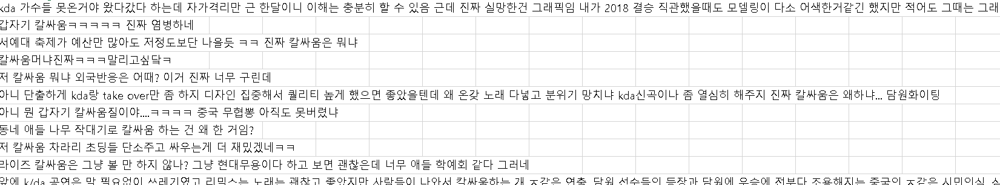 kda 가수들 못온거야 왔다갔다 하는데 자가격리만 근 한달이니 이해는 충분히 할 수 있음 근데 진짜 실망한건 그래픽임 내가 2018 결승 직관했을때도 모델링이 다소 어색한거같긴 했지만 적어도 그때는 그래
갑자기 칼싸움ㅋㅋㅋㅋㅋ 진짜 염병하네
서예대 축제가 예산만 많아도 저정도보단 나을듯 ㅋㅋ 진짜 칼싸움은 뭐냐
칼싸움머냐진짜ㅋㅋㅋ말리고싶닼ㅋ
저 칼싸움 뭐냐 외국반응은 어때? 이거 진짜 너무 구린데
아니 단출하게 kda랑 take over만 좀 하지 디자인 집중해서 퀄리티 높게 했으면 좋았을텐데 왜 온갖 노래 다넣고 분위기 망치냐 kda신곡이나 좀 열심히 해주지 진짜 칼싸움은 왜하냐... 담원화이팅
아니 뭔 갑자기 칼싸움질이야....ㅋㅋㅋㅋ 중국 무협뽕 아직도 못버렸냐
동네 애들 나무 작대기로 칼싸움 하는 건 왜 한 거임?
저 칼싸움 차라리 초딩들 단소주고 싸우는게 더 재밌겠네ㅋㅋ
라이즈 칼싸움은 그냥 볼 만 하지 않나? 그냥 현대무용이다 하고 보면 괜찮은데 너무 애들 학예회 같다 그러네
앞에 k/da 공연은 막 필요없이 쓰레기였고 리믹스는 노래는 괜찮고 좋았지만 사람들이 나와서 칼싸움하는 개 ㅈ같은 연출, 담원 선수들의 등장과 담원에 우승에 전부다 조용해지는 중국인 ㅈ같은 시민의식,